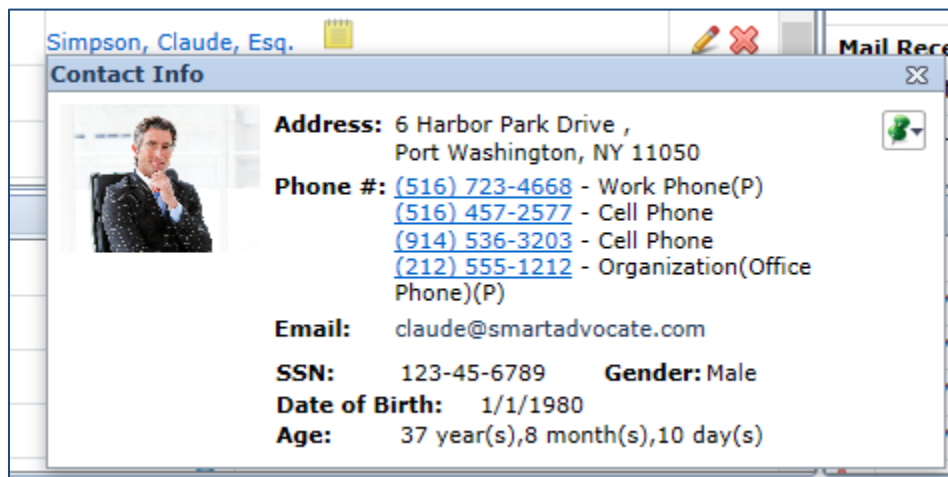 Simpson, Claude, Esq.
Mail Rece
Contact Info
Address: 6 Harbor Park Drive ,
Port Washington, NY 11050
Phone #: (516) 723-4668 - Work Phone(P)
(516) 457-2577 - Cell Phone
(914) 536-3203 - Cell Phone
(212) 555-1212 - Organization(Office
Phone)(P)
Email: claude@smartadvocate.com
SSN: 123-45-6789 Gender: Male
Date of Birth: 1/1/1980
Age: 37 year(s),8 month(s),10 day(s)